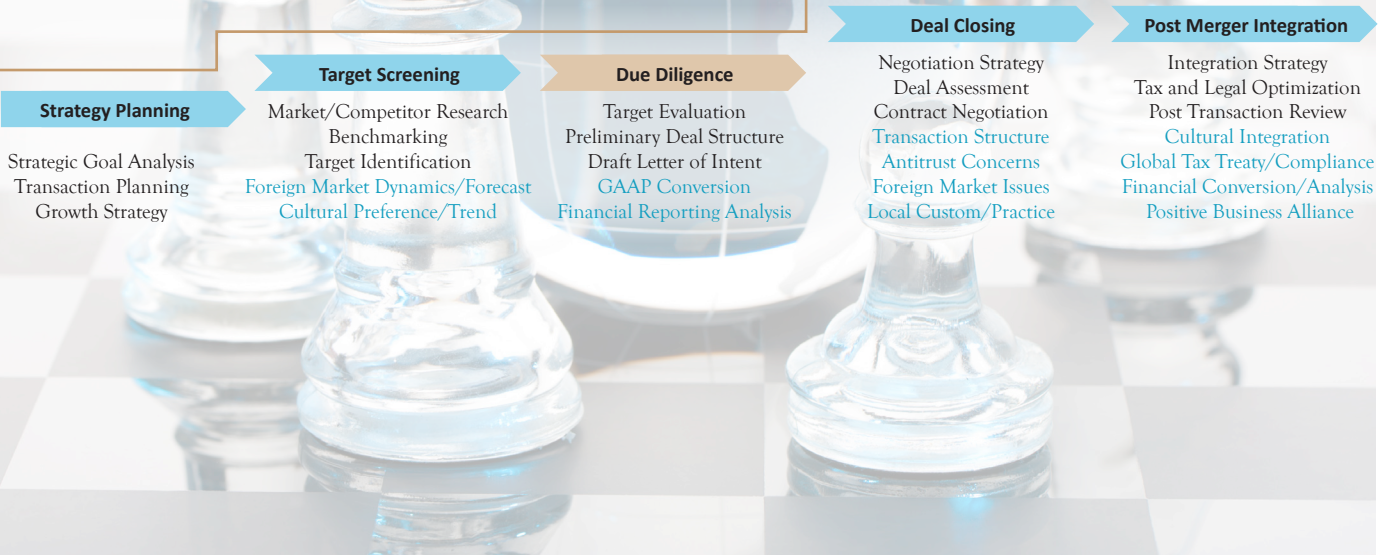 Strategy Planning
Strategic Goal Analysis
Transaction Planning
Growth Strategy
Target Screening
Market/Competitor Research
Benchmarking
Target Identification
Foreign Market Dynamics/Forecast
Cultural Preference/Trend
Due Diligence
Target Evaluation
Preliminary Deal Structure
Draft Letter of Intent
GAAP Conversion
Financial Reporting Analysis
Deal Closing
Negotiation Strategy
Deal Assessment
Contract Negotiation
Transaction Structure
Antitrust Concerns
Foreign Market Issues
Local Custom/Practice
Post Merger Integration
Integration Strategy
Tax and Legal Optimization
Post Transaction Review
Cultural Integration
Global Tax Treaty/Compliance
Financial Conversion/Analysis
Positive Business Alliance